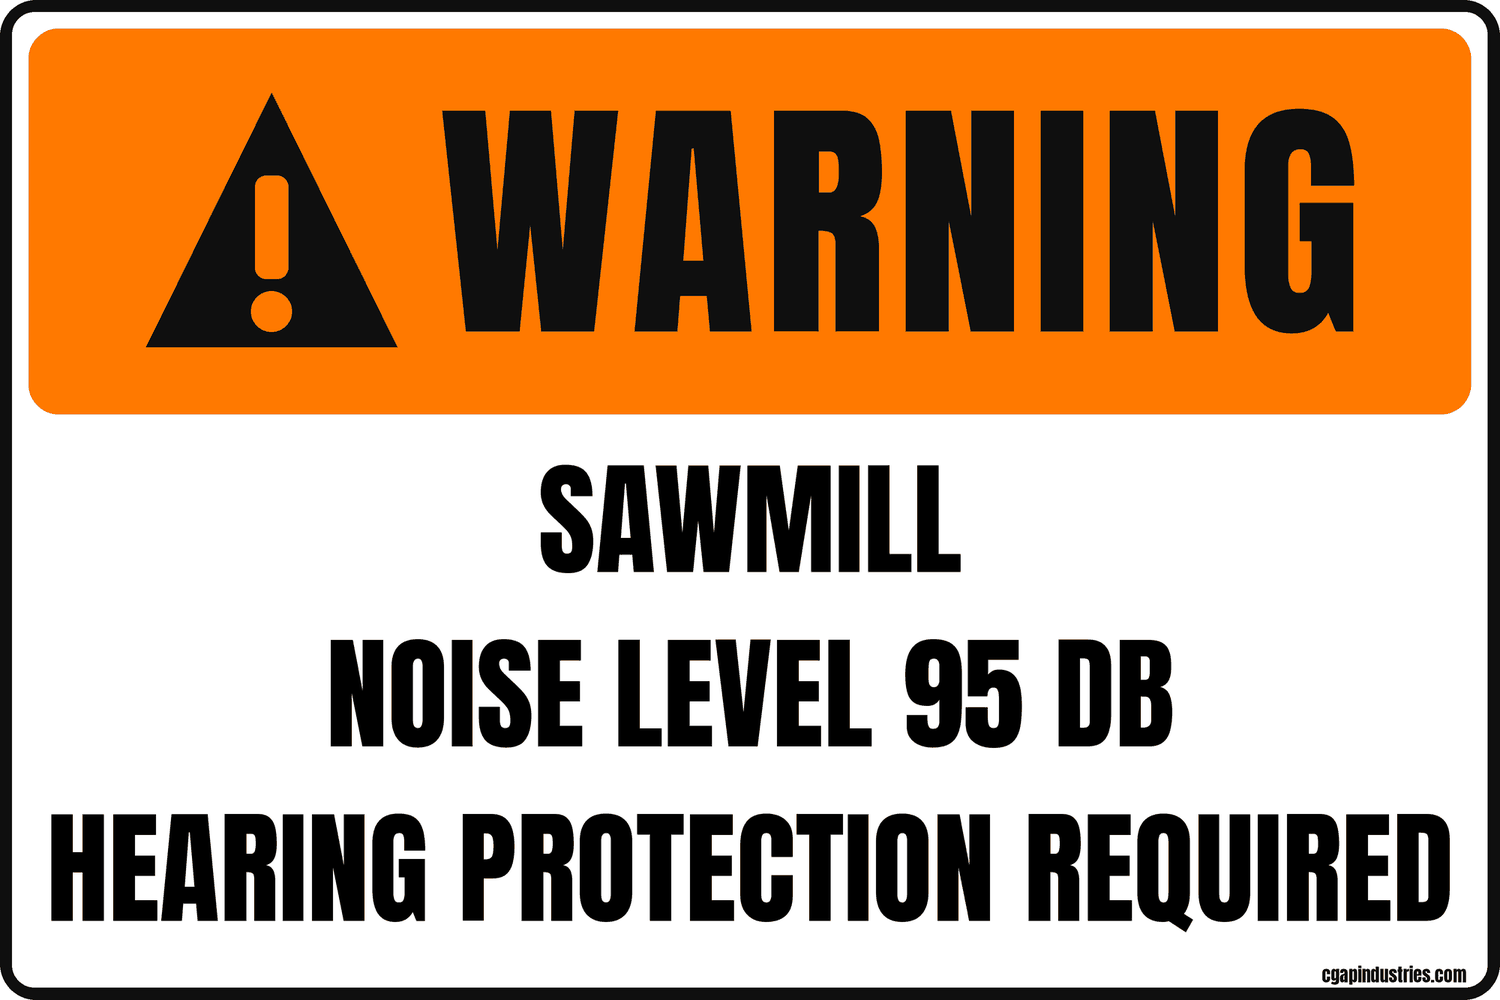 WARNING
SAWMILL
NOISE LEVEL 95 DB
HEARING PROTECTION REQUIRED
cgapindustries.com